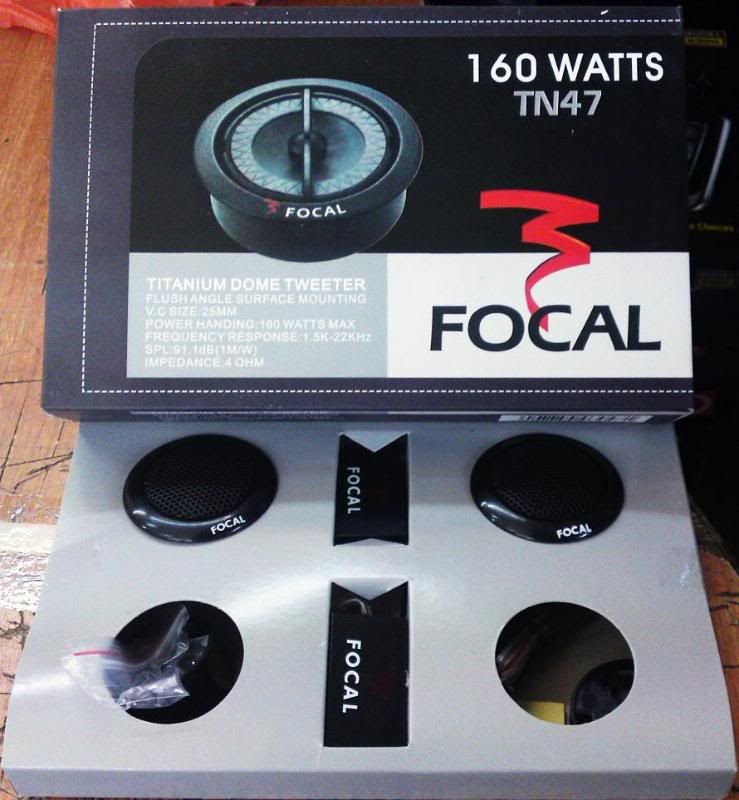 160 WATTS
TN47
FOCAL
TITANIUM DOME TWEETER
FLUSH ANGLE SURFACE MOUNTING
V.C SIZE:25MM
POWER HANDING:160 WATTS MAX
FREQUENCY RESPONSE:1.5K-22KHz
SPL:91.1dB(1M/W)
IMPEDANCE:4 OHM
FOCAL
FOCAL
FOCAL
FOCAL
FOCAL
e Choices